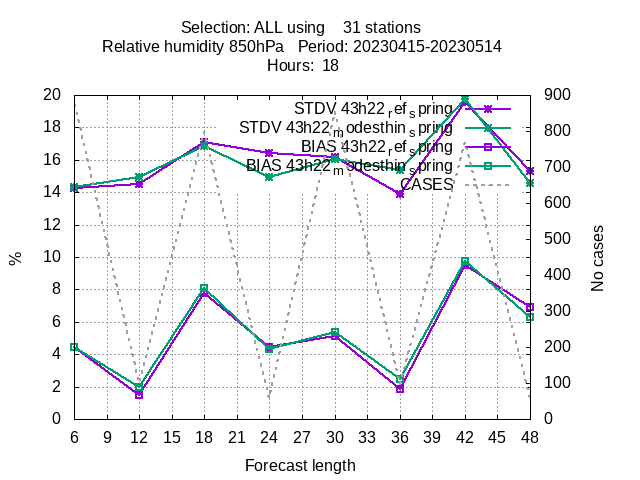 Selection: ALL using    31 stations
Relative humidity 850hPa   Period: 20230415-20230514
Hours:  18
STDV 43h22_ref_spring
STDV 43h22_modesthin_spring
BIAS 43h22_ref_spring
BIAS 43h22_modesthin_spring
CASES
20
18
16
14
12
10
8
6
4
2
0
%
900
800
700
600
500
400
300
200
100
0
No cases
6 9 12 15 18 21 24 27 30 33 36 39 42 45 48
Forecast length